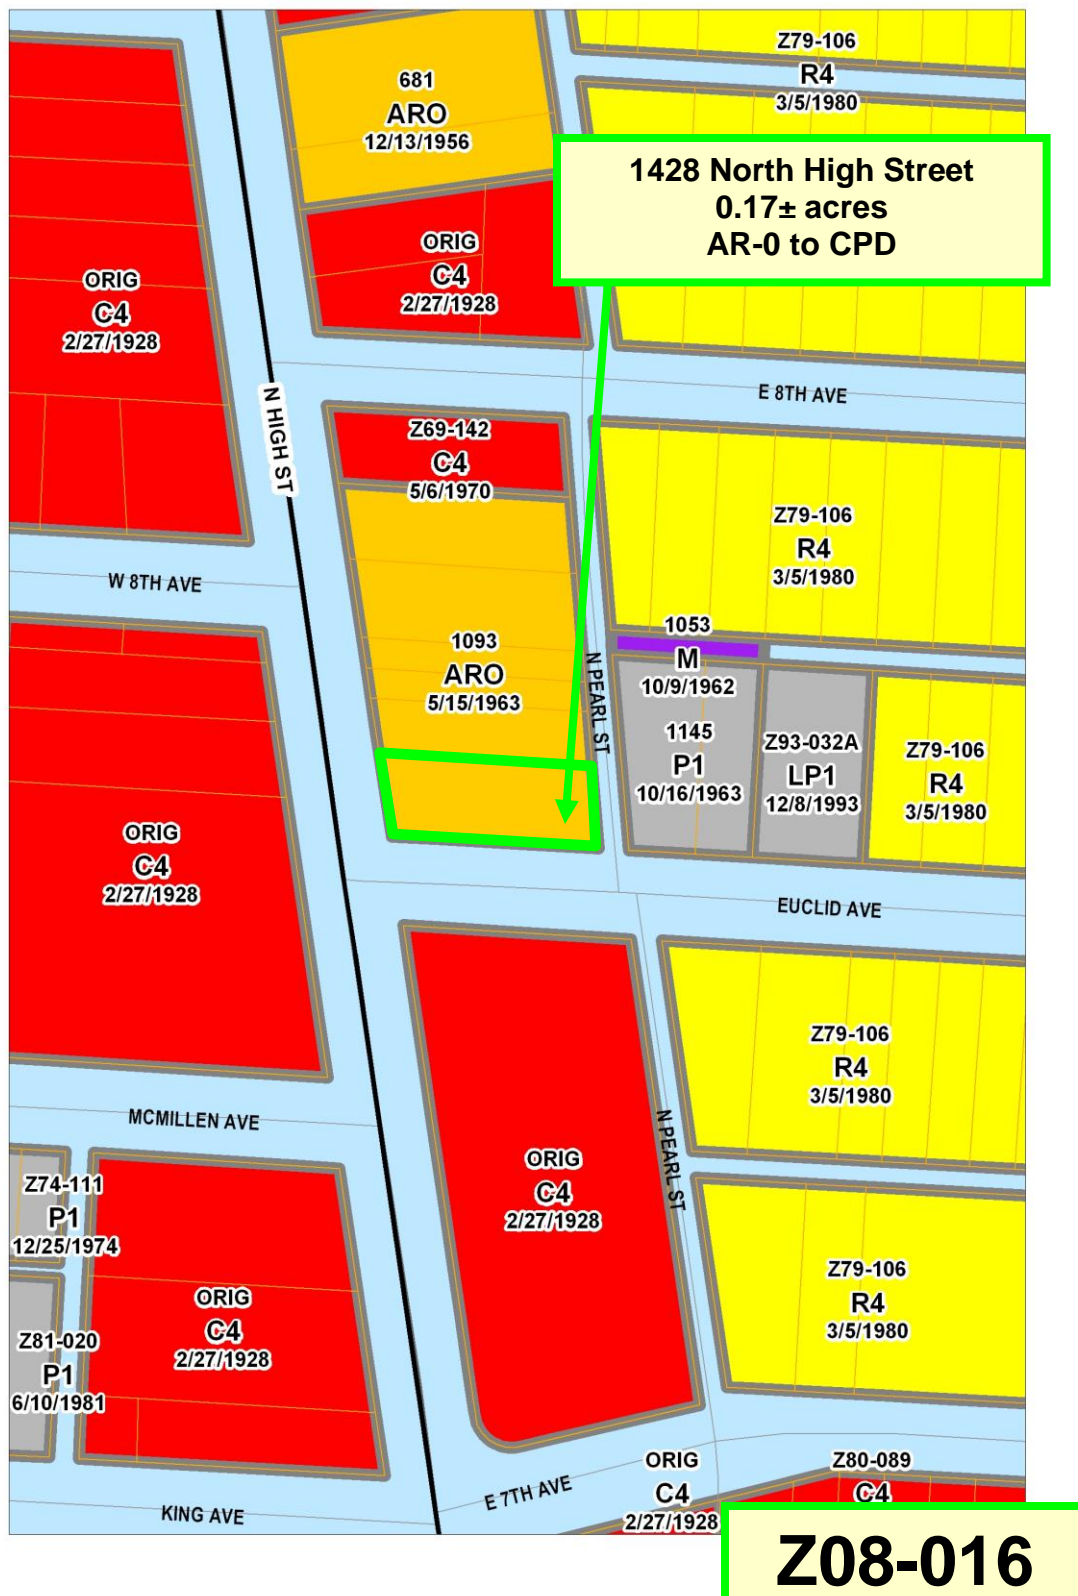 Z79-106
R4
3/5/1980
681
ARO
12/13/1956
1428 North High Street
0.17± acres
AR-0 to CPD
ORIG
C4
2/27/1928
ORIG
C4
2/27/1928
E 8TH AVE
N HIGH ST
Z69-142
C4
5/6/1970
Z79-106
R4
3/5/1980
W 8TH AVE
1093
ARO
5/15/1963
N PEARL ST
1053
M
10/9/1962
1145
P1
10/16/1963
Z93-032A
LP1
12/8/1993
Z79-106
R4
3/5/1980
ORIG
C4
2/27/1928
EUCLID AVE
Z79-106
R4
3/5/1980
MCMILLEN AVE
N PEARL ST
ORIG
C4
2/27/1928
Z74-111
P1
12/25/1974
Z79-106
R4
3/5/1980
ORIG
C4
2/27/1928
Z81-020
P1
6/10/1981
KING AVE
E 7TH AVE
ORIG
C4
2/27/1928
Z80-089
C4
Z08-016